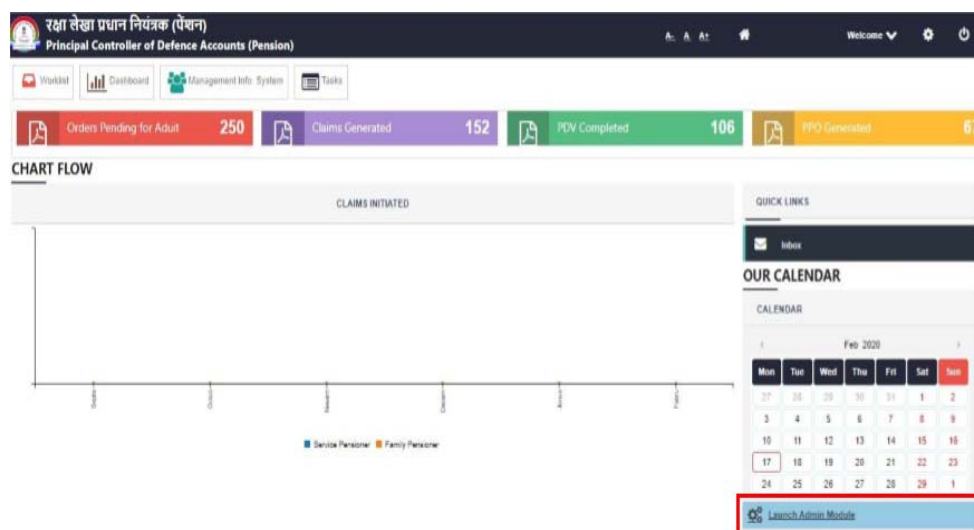 रक्षा लेखा प्रधान नियंत्रक (पेंशन)
Principal Controller of Defence Accounts (Pension)
A- A A+
Welcome
Worklist
Dashboard
Management Info. System
Tasks
Orders Pending for Aduit 250
Claims Generated 152
PDV Completed 106
PPO Generated
CHART FLOW
CLAIMS INITIATED
Service Pensioner Family Pensioner
QUICK LINKS
Inbox
OUR CALENDAR
CALENDAR
Feb 2020
Mon Tue Wed Thu Fri Sat Sun
27 28 29 30 31 1 2
3 4 5 6 7 8 9
10 11 12 13 14 15 16
17 18 19 20 21 22 23
24 25 26 27 28 29 1
Launch Admin Module